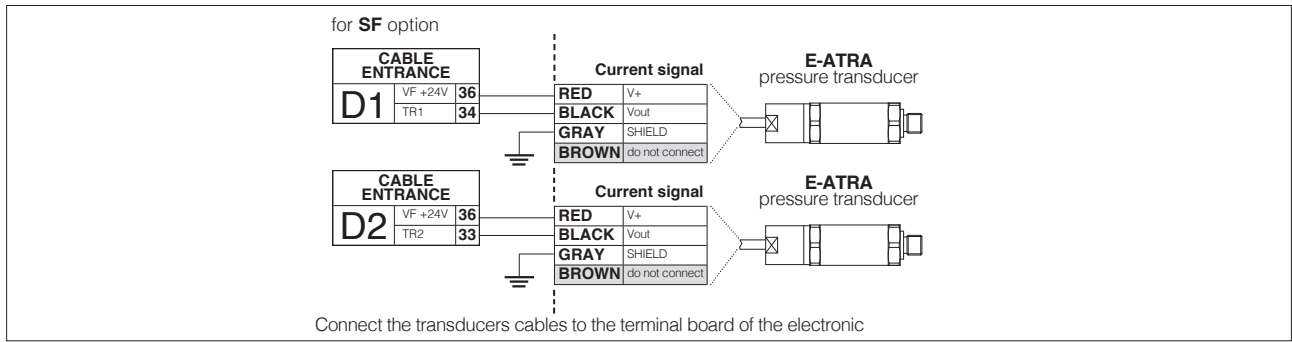 for SF option
CABLE
ENTRANCE
D1
VF +24V 36
TR1 34
Current signal
RED V+
BLACK Vout
GRAY SHIELD
BROWN do not connect
E-ATRA
pressure transducer
CABLE
ENTRANCE
D2
VF +24V 36
TR2 33
Current signal
RED V+
BLACK Vout
GRAY SHIELD
BROWN do not connect
E-ATRA
pressure transducer
Connect the transducers cables to the terminal board of the electronic